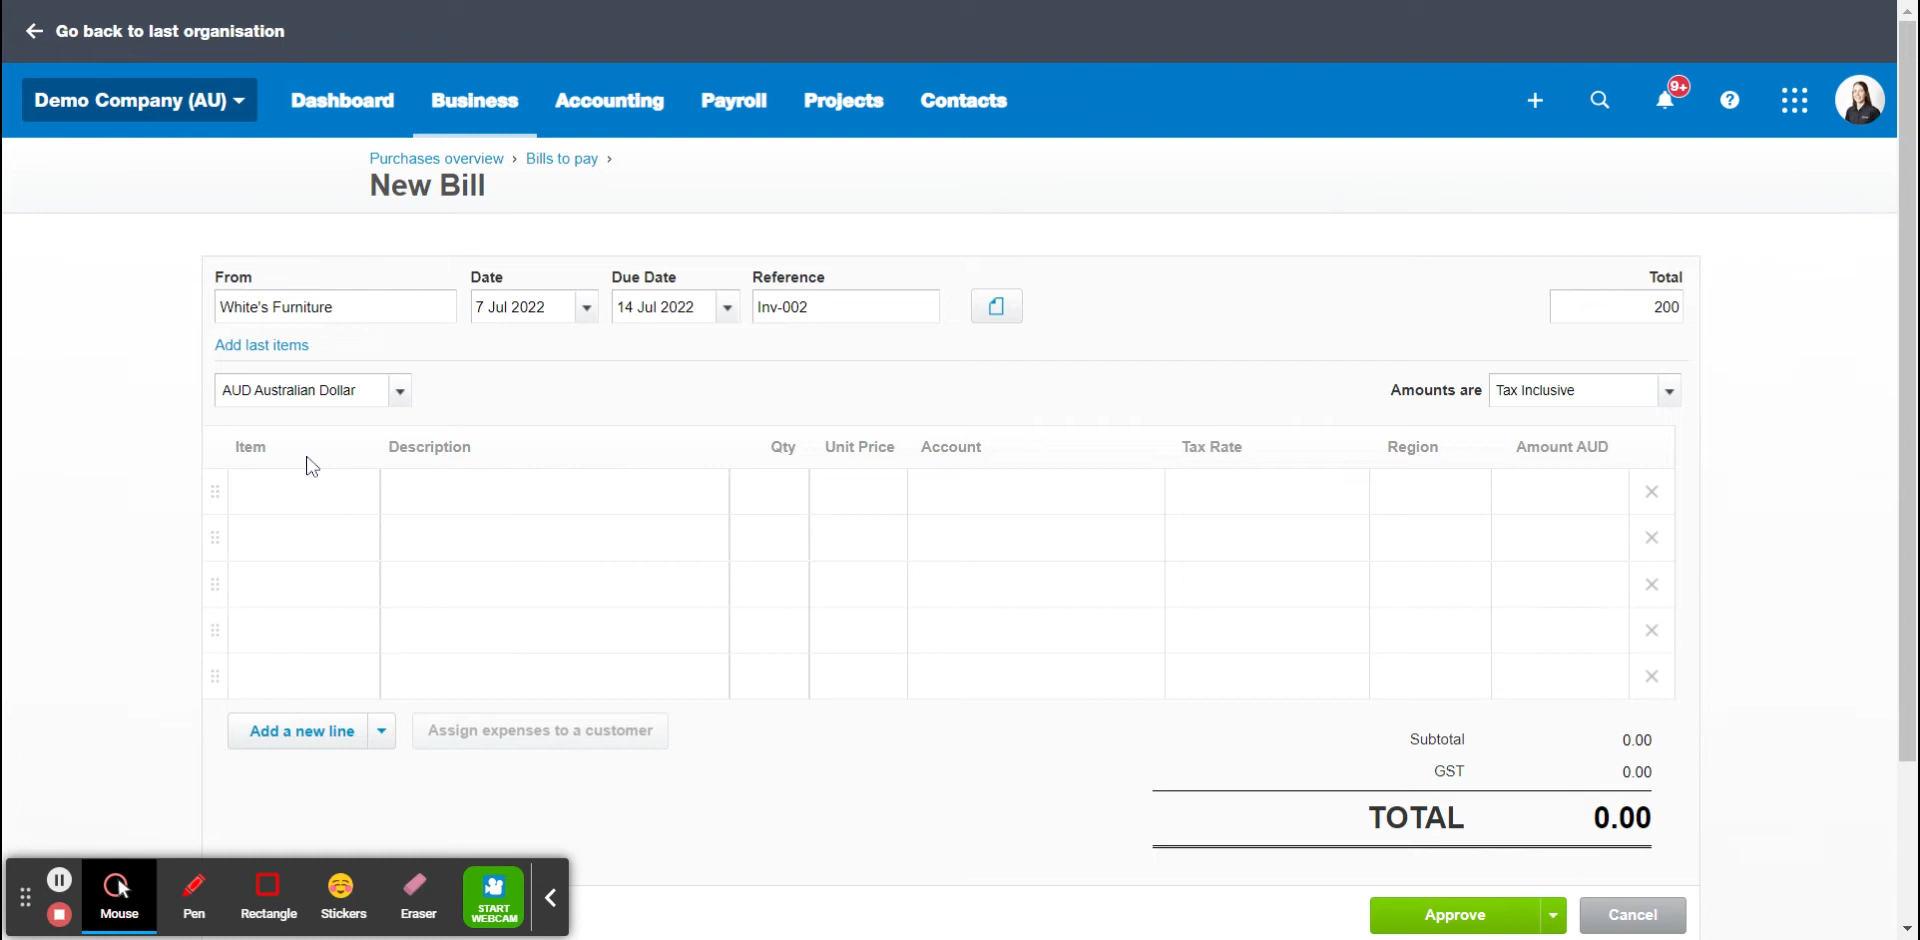 Go back to last organisation
Demo Company (AU) Dashboard Business Accounting Payroll Projects Contacts 9+
Purchases overview › Bills to pay ›
New Bill
From Date Due Date Reference Total
White's Furniture 7 Jul 2022 14 Jul 2022 Inv-002 200
Add last items
AUD Australian Dollar Amounts are Tax Inclusive
Item Description Qty Unit Price Account Tax Rate Region Amount AUD
Add a new line Assign expenses to a customer
Subtotal 0.00
GST 0.00
TOTAL 0.00
Mouse Pen Rectangle Stickers Eraser START WEBCAM
Approve Cancel